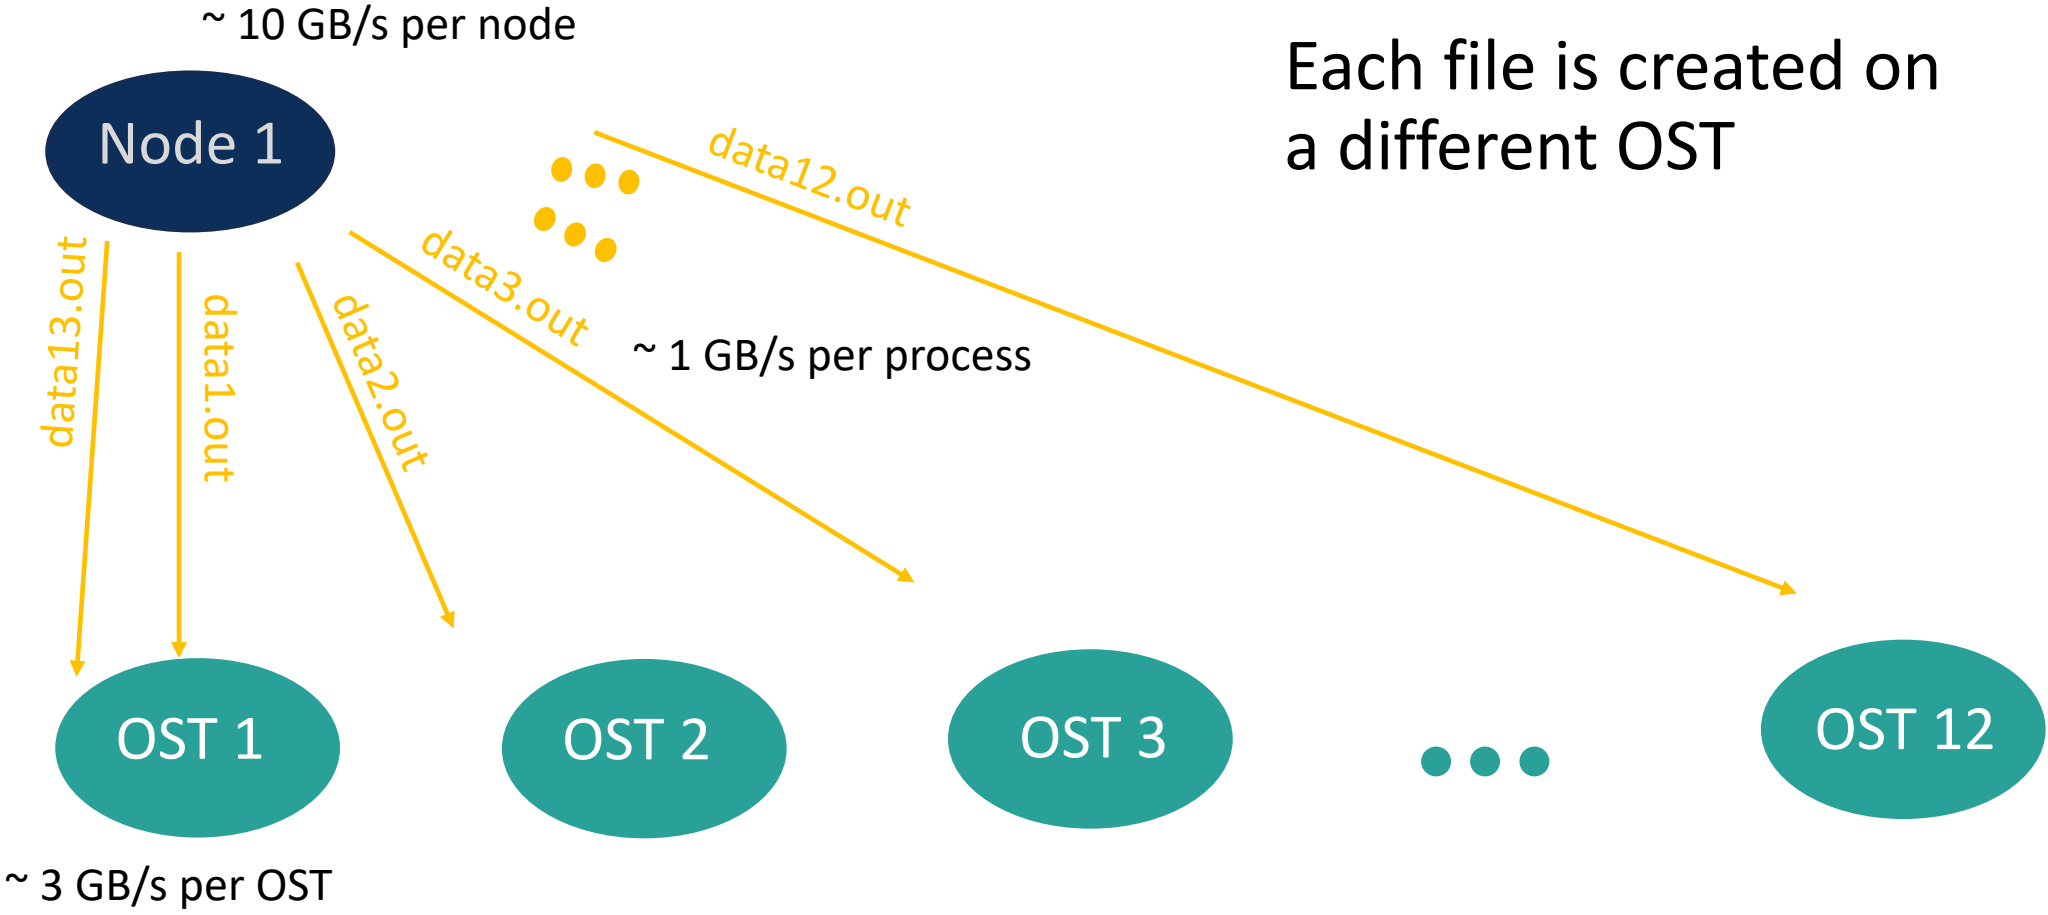 ~ 10 GB/s per node
Each file is created on
a different OST
Node 1
data12.out
data3.out
data13.out
data1.out
data2.out
~ 1 GB/s per process
OST 1
OST 2
OST 3
OST 12
~ 3 GB/s per OST